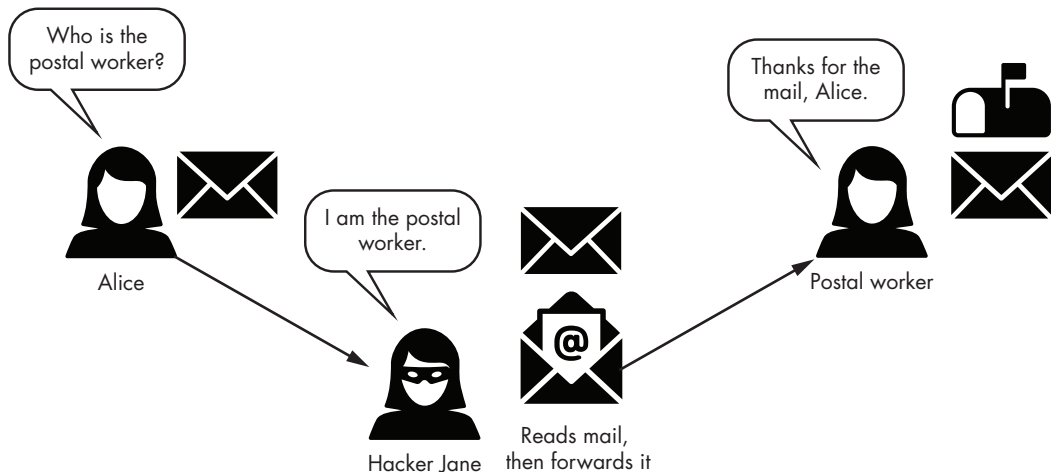 Who is the
postal worker?
Thanks for the
mail, Alice.
I am the postal
worker.
Alice
Postal worker
@
Hacker Jane
Reads mail,
then forwards it